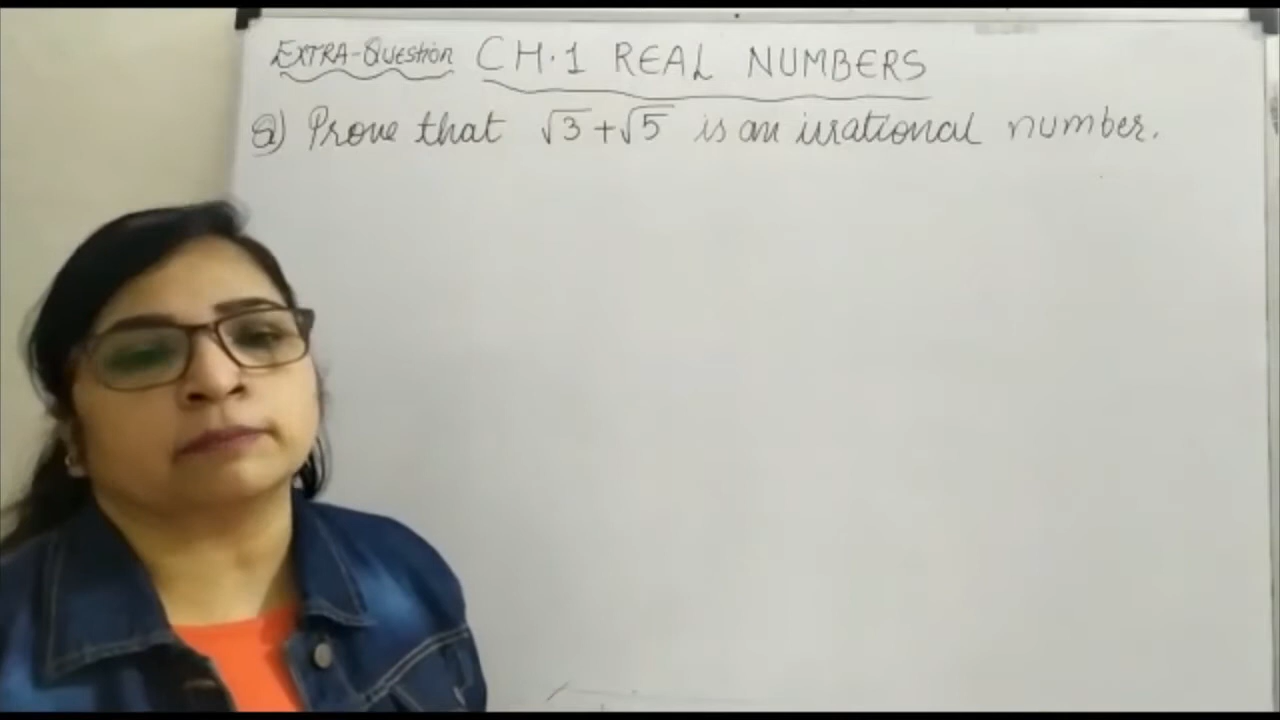 EXTRA-Question CH.1 REAL NUMBERS
Q) Prove that √3+√5 is an irrational number.